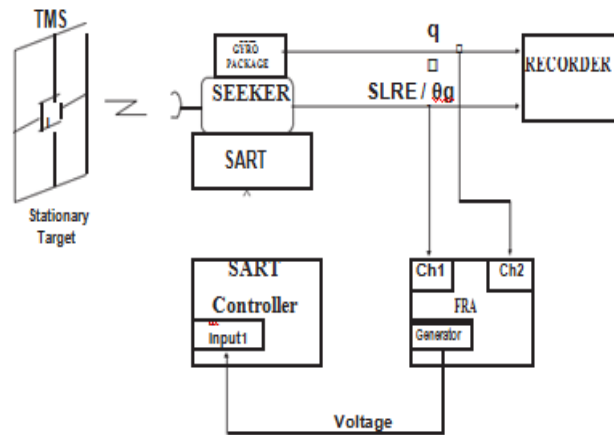 TMS
GYRO
PACKAGE
q
RECORDER
SEEKER
SLRE / θg
SART
Stationary
Target
SART
Controller
Input1
Ch1
Ch2
FRA
Generator
Voltage